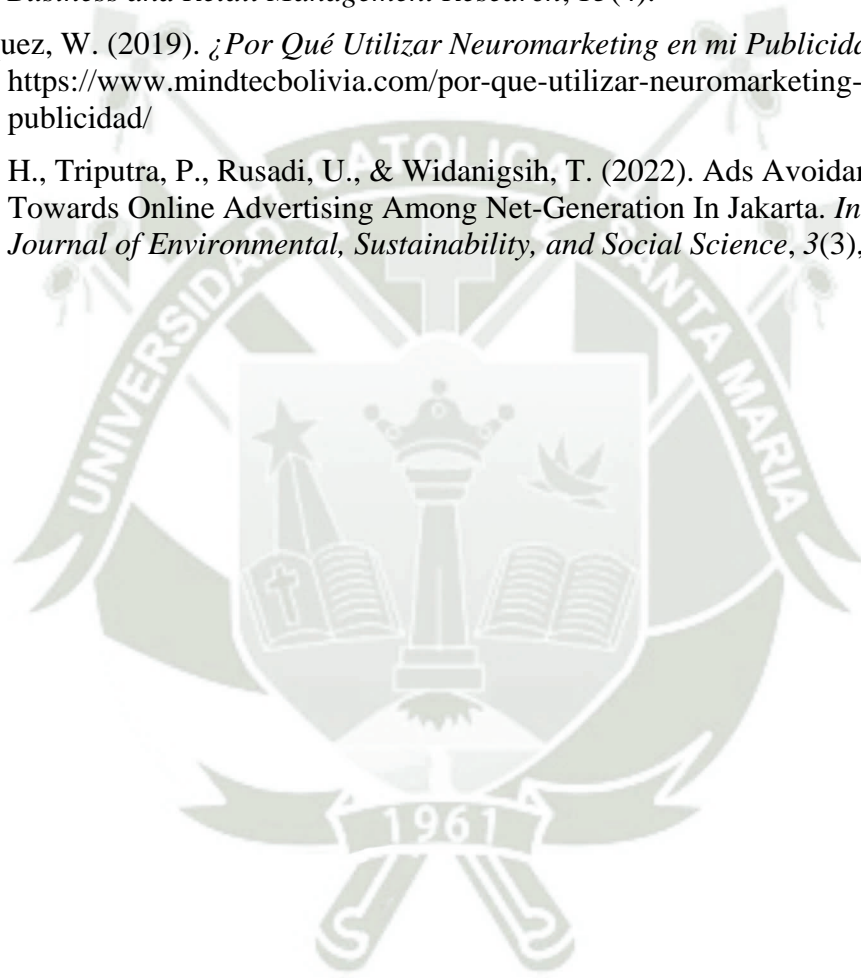 Business and Retail Management Research, 13(4).
uez, W. (2019). ¿Por Qué Utilizar Neuromarketing en mi Publicida
https://www.mindtecbolivia.com/por-que-utilizar-neuromarketing-
publicidad/
H., Triputra, P., Rusadi, U., & Widanigsih, T. (2022). Ads Avoidan
Towards Online Advertising Among Net-Generation In Jakarta. In
Journal of Environmental, Sustainability, and Social Science, 3(3),
UNIVERSIDAD CATOLICA SANTA MARIA
1961